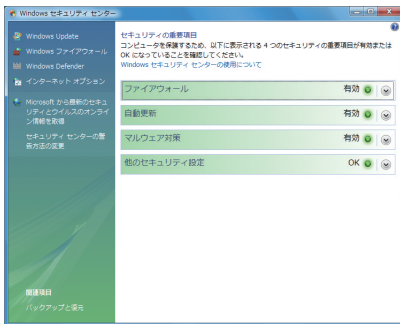 Windows セキュリティ センター
Windows Update
Windows ファイアウォール
Windows Defender
インターネット オプション
Microsoft から最新のセキュ
リティとウイルスのオンライ
ン情報を取得
セキュリティ センターの警
告方法の変更
関連項目
バックアップと復元
セキュリティの重要項目
コンピュータを保護するため、以下に表示される 4 つのセキュリティの重要項目が有効または
OK になっていることを確認してください。
Windows セキュリティ センターの使用について
ファイアウォール 有効
自動更新 有効
マルウェア対策 有効
他のセキュリティ設定 OK